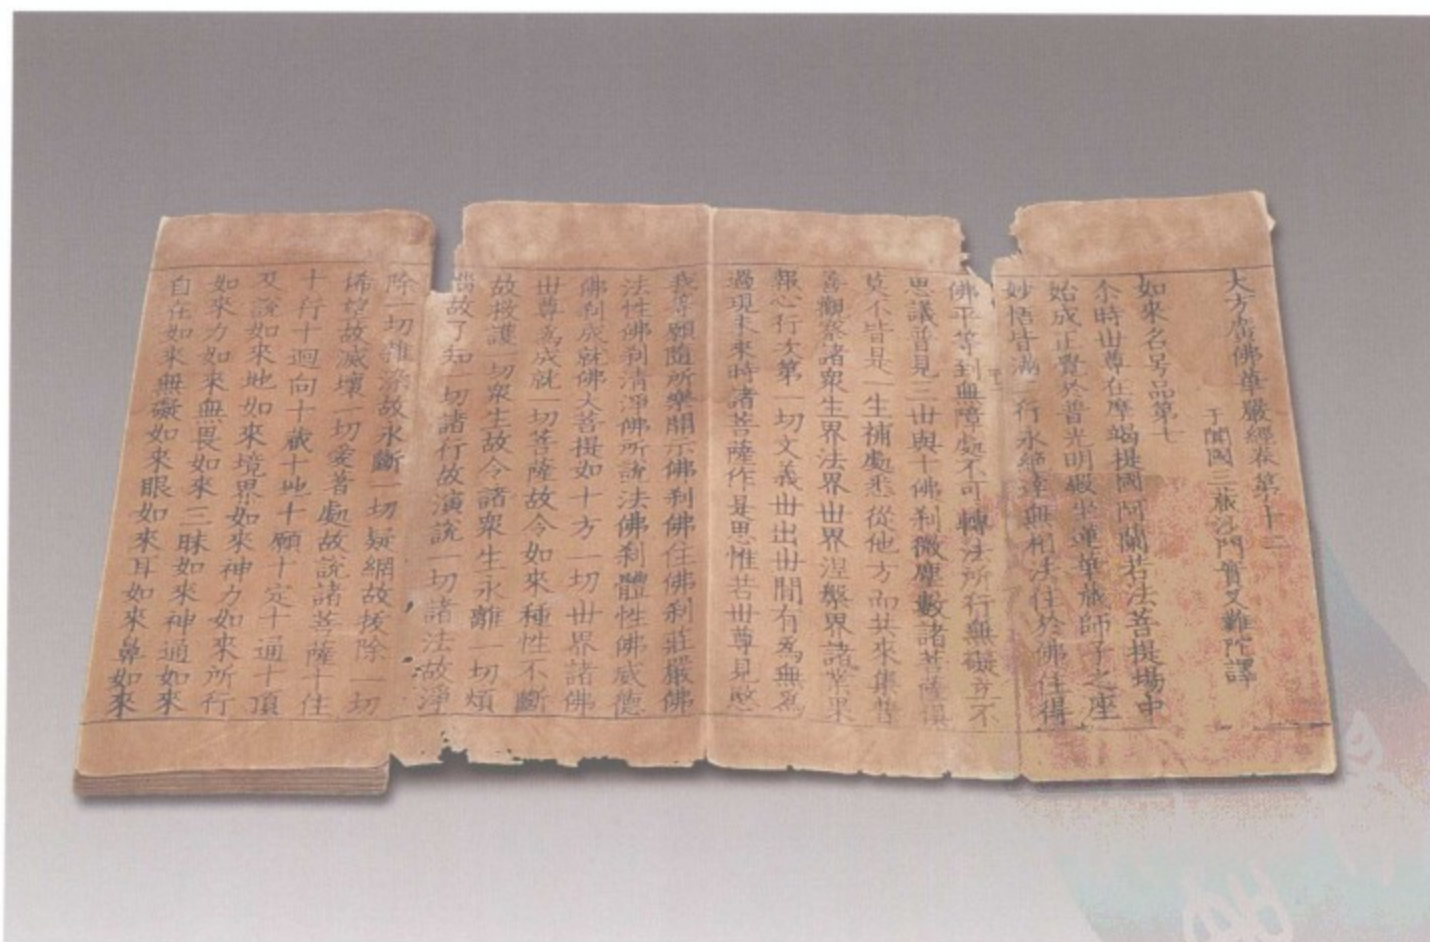 大方廣佛華嚴經卷第十二
于闐國三藏沙門實叉難陀譯
如來名号品第七
尒時世尊在摩竭提國阿蘭若法菩提場中
始成正覺於普光明殿坐蓮華藏師子之座
妙悟皆滿二行永絕達無相法住於佛住得
佛平等到無障處不可轉法所行無礙立不
思議普見三世與十佛刹微塵數諸菩薩俱
莫不皆是一生補處悉從他方而共來集普
善觀察諸衆生界法界世界涅槃界諸業果
報心行次第一切文義世出世間有爲無爲
過現未來時諸菩薩作是思惟若世尊見愍
我等願隨所樂開示佛刹佛住佛刹莊嚴佛
法性佛刹清淨佛所說法佛刹體性佛威德
佛刹成就佛大菩提如十方一切世界諸佛
世尊爲成就一切菩薩故令如來種性不斷
故救護一切衆生故令諸衆生永離一切煩
惱故了知一切諸行故演說一切諸法故淨
除一切雜染故永斷一切疑網故拔除一切
悕望故滅壞一切愛著處故說諸菩薩十住
十行十迴向十藏十地十願十定十通十頂
及說如來地如來境界如來神力如來所行
如來力如來無畏如來三昧如來神通如來
自在如來無礙如來眼如來耳如來鼻如來